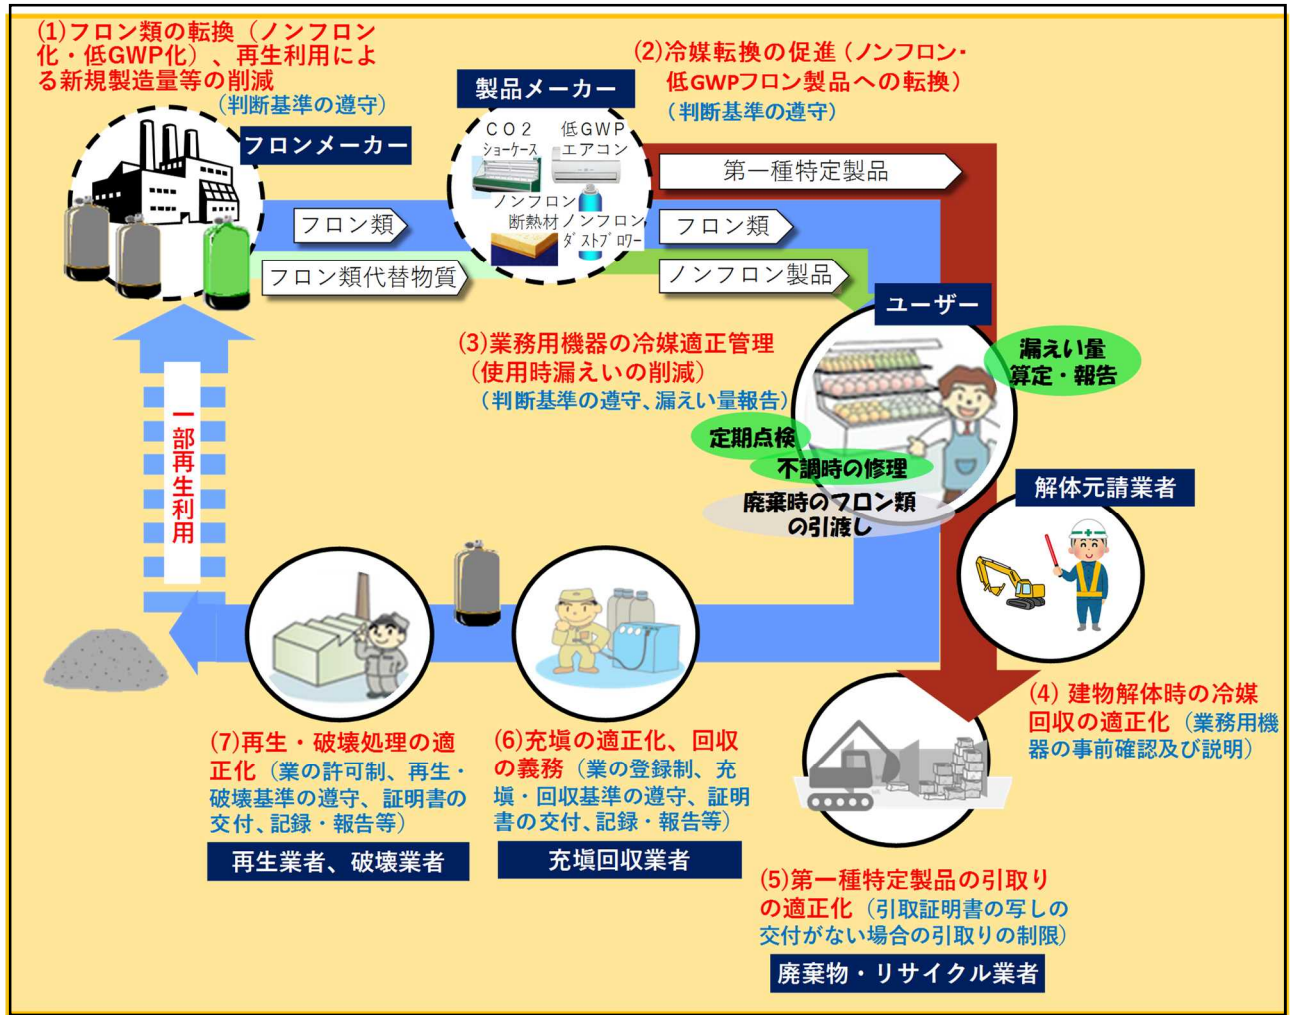 (1)フロン類の転換（ノンフロン
化・低GWP化）、再生利用によ
る新規製造量等の削減
（判断基準の遵守）
フロンメーカー
製品メーカー
(2)冷媒転換の促進（ノンフロン・
低GWPフロン製品への転換）
（判断基準の遵守）
ＣＯ２
ショーケース
低ＧＷＰ
エアコン
ノンフロン
断熱材
ノンフロン
ダストブロワー
第一種特定製品
フロン類
フロン類
フロン類代替物質
ノンフロン製品
ユーザー
(3)業務用機器の冷媒適正管理
（使用時漏えいの削減）
（判断基準の遵守、漏えい量報告）
漏えい量
算定・報告
定期点検
不調時の修理
廃棄時のフロン類
の引渡し
解体元請業者
一部再生利用
(4) 建物解体時の冷媒
回収の適正化（業務用機
器の事前確認及び説明）
(7)再生・破壊処理の適
正化（業の許可制、再生・
破壊基準の遵守、証明書の
交付、記録・報告等）
再生業者、破壊業者
(6)充塡の適正化、回収
の義務（業の登録制、充
塡・回収基準の遵守、証明
書の交付、記録・報告等）
充塡回収業者
(5)第一種特定製品の引取り
の適正化（引取証明書の写しの
交付がない場合の引取りの制限）
廃棄物・リサイクル業者